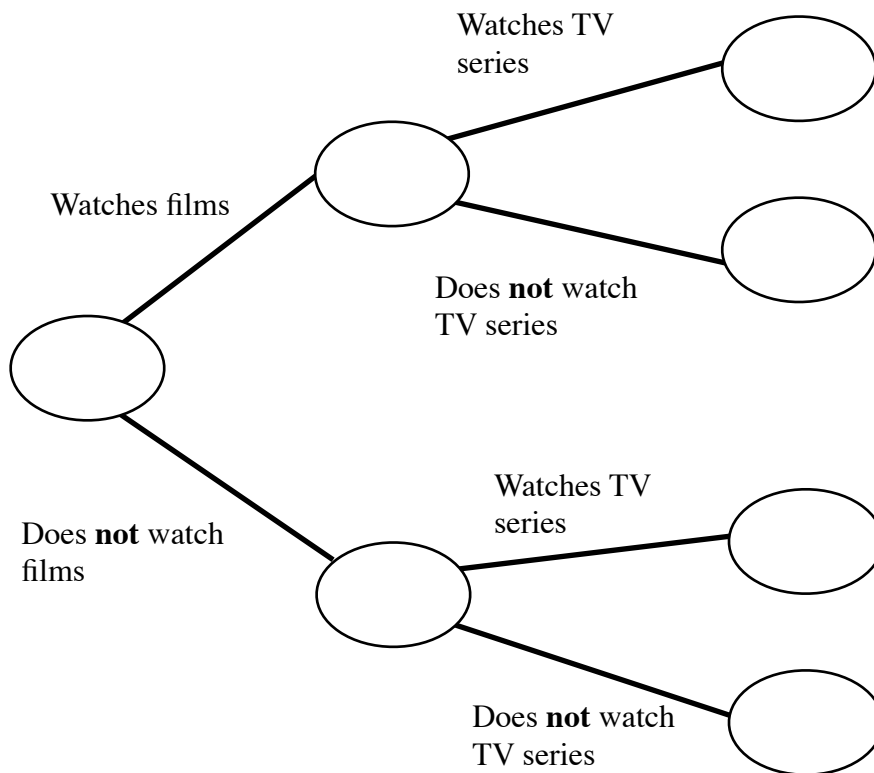 Watches TV
series
Watches films
Does not watch
TV series
Watches TV
series
Does not watch
films
Does not watch
TV series